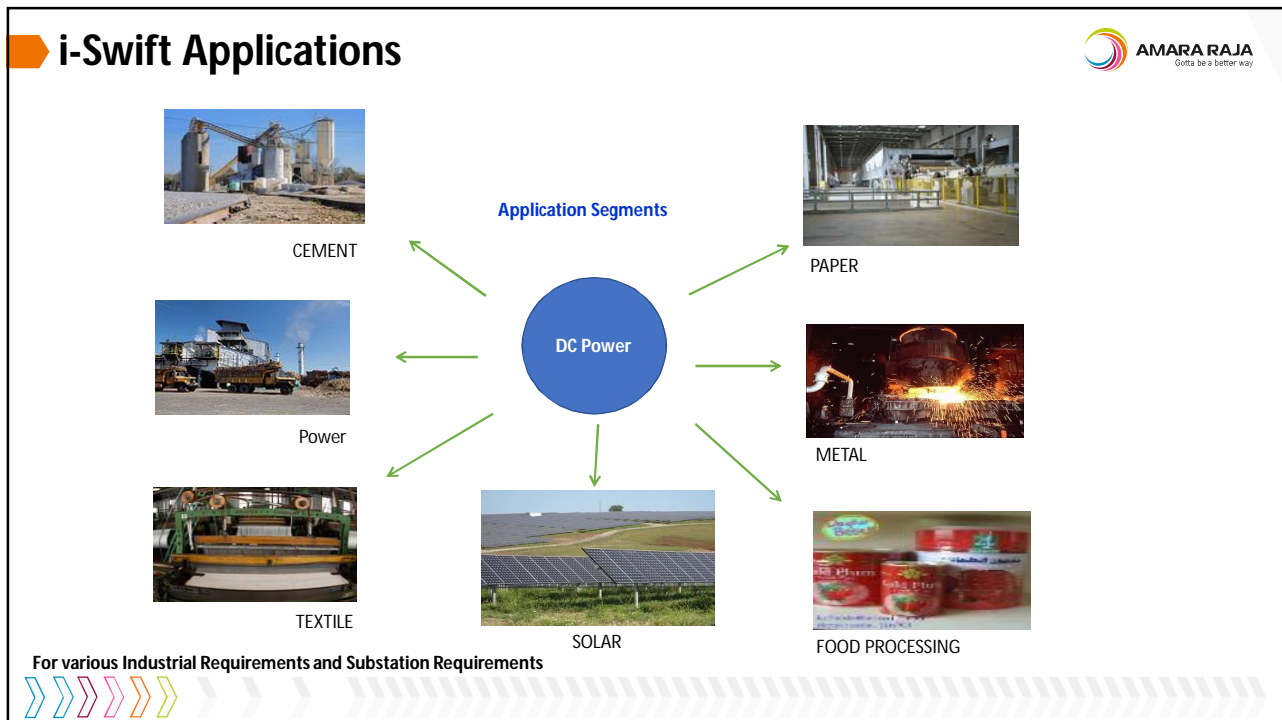 i-Swift Applications
AMARA RAJA
Gotta be a better way
Application Segments
CEMENT
PAPER
DC Power
Power
METAL
TEXTILE
SOLAR
FOOD PROCESSING
For various Industrial Requirements and Substation Requirements